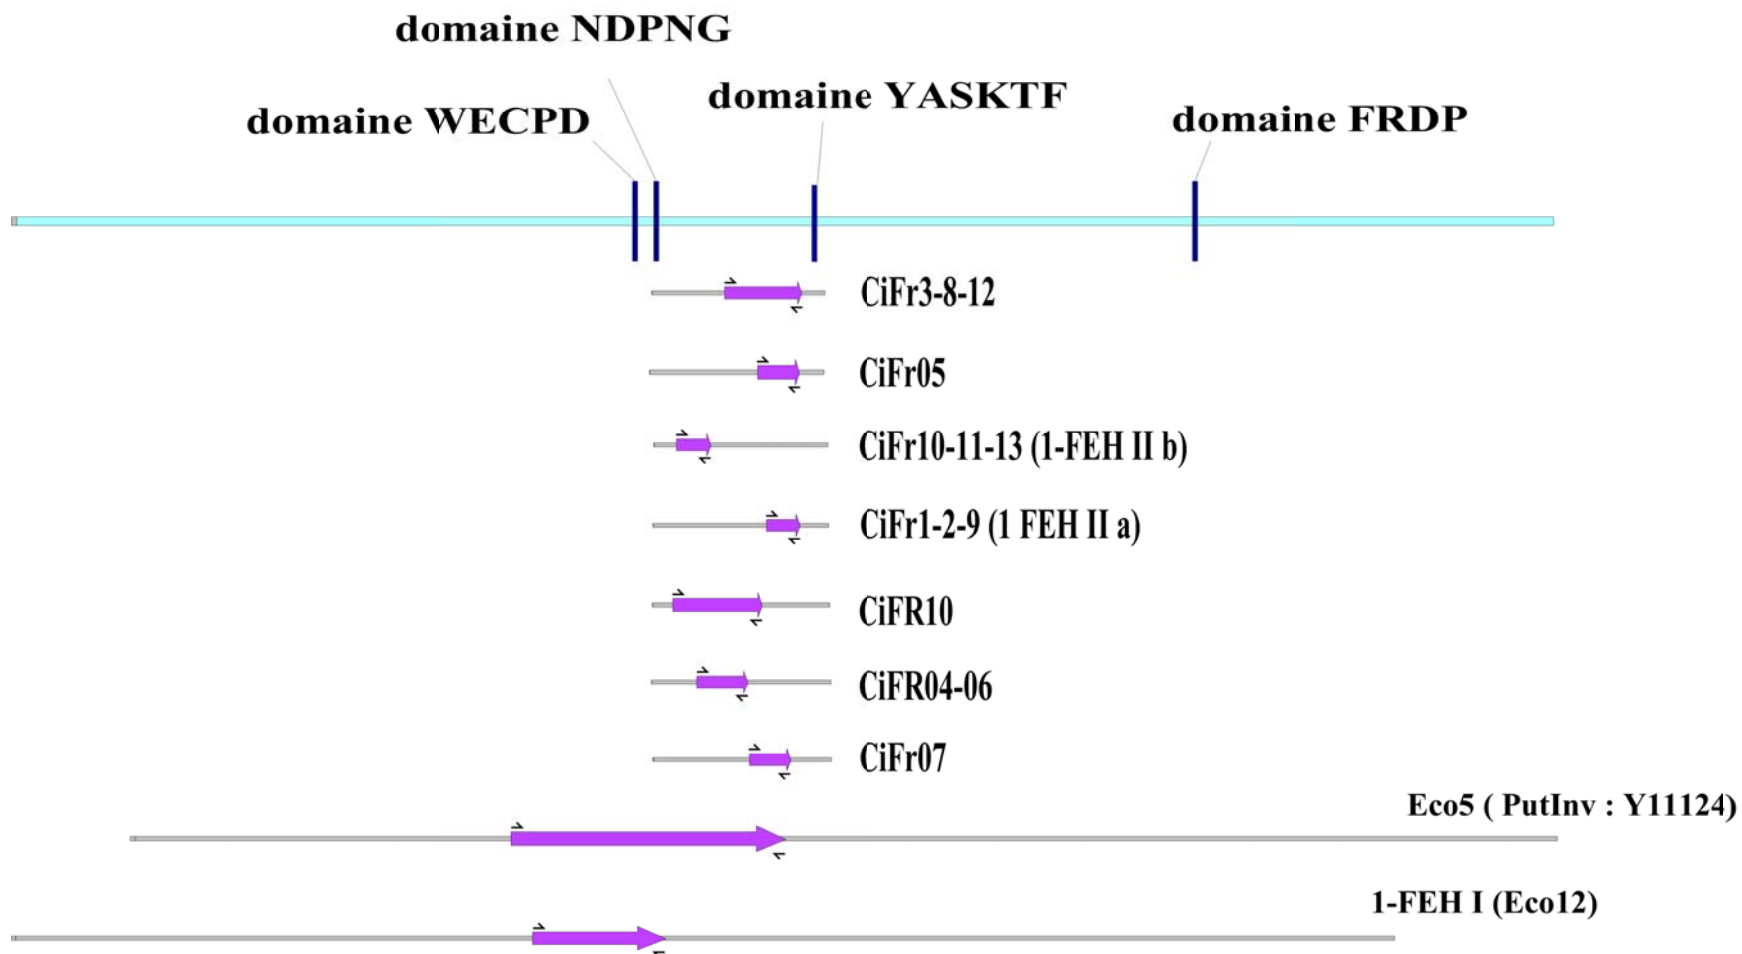 domaine NDPNG
domaine YASKTF
domaine WECPD
domaine FRDP
CiFr3-8-12
CiFr05
CiFr10-11-13 (1-FEH II b)
CiFr1-2-9 (1 FEH II a)
CiFR10
CiFR04-06
CiFr07
Eco5 ( PutInv : Y11124)
1-FEH I (Eco12)